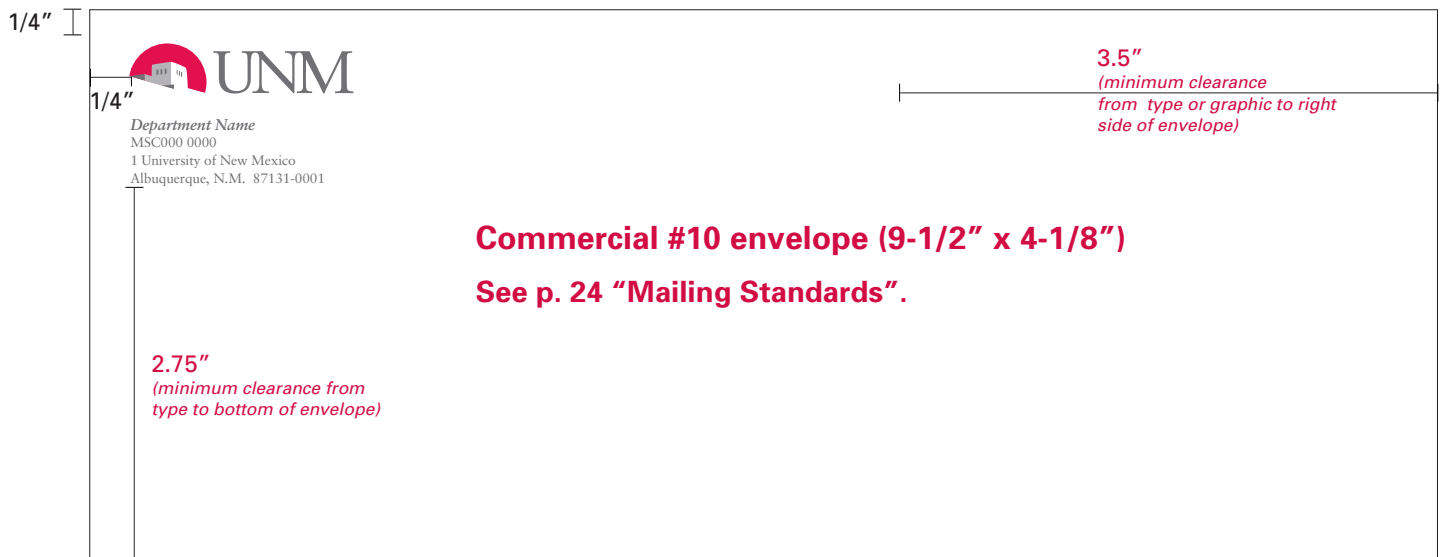 1/4”
UNM
1/4”
Department Name
MSC000 0000
1 University of New Mexico
Albuquerque, N.M.  87131-0001
3.5”
(minimum clearance
from  type or graphic to right
side of envelope)
Commercial #10 envelope (9-1/2” x 4-1/8”)
See p. 24 “Mailing Standards”.
2.75”
(minimum clearance from
type to bottom of envelope)